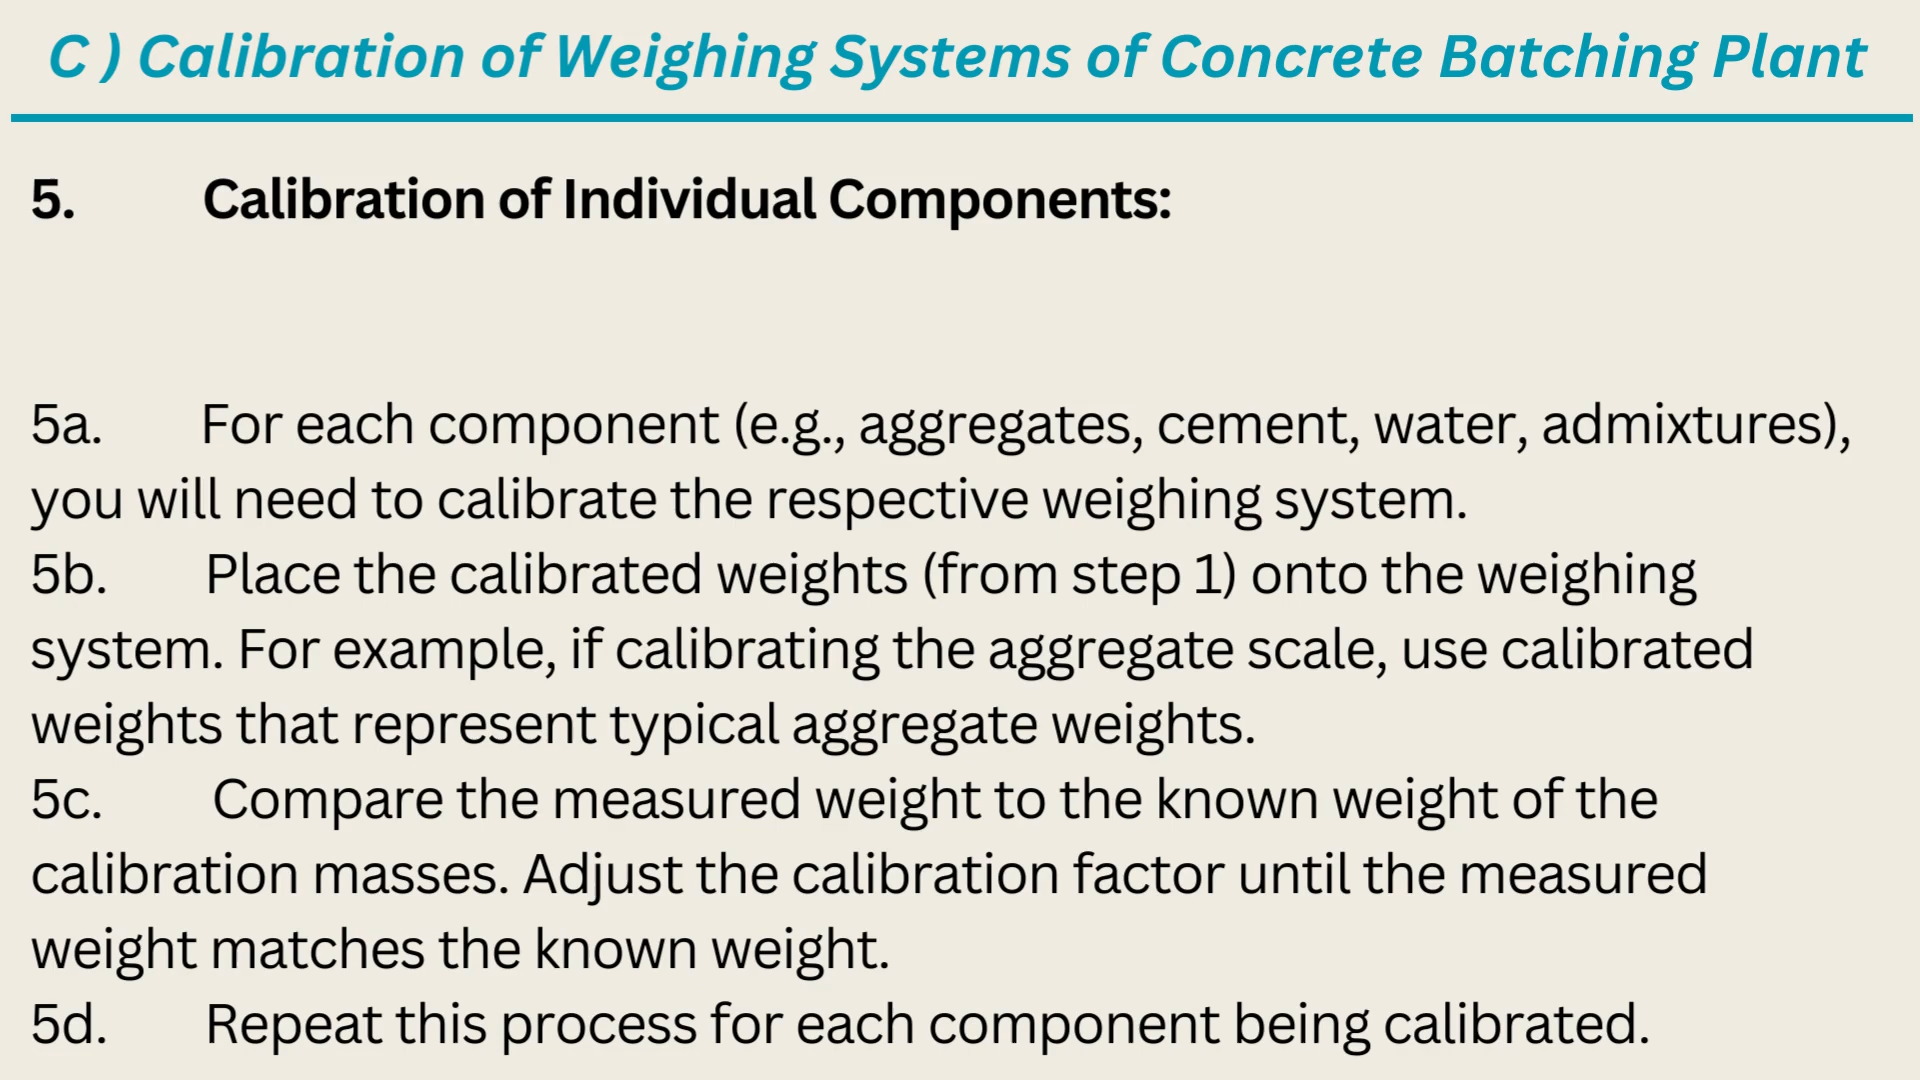 C ) Calibration of Weighing Systems of Concrete Batching Plant
5. Calibration of Individual Components:
5a. For each component (e.g., aggregates, cement, water, admixtures),
you will need to calibrate the respective weighing system.
5b. Place the calibrated weights (from step 1) onto the weighing
system. For example, if calibrating the aggregate scale, use calibrated
weights that represent typical aggregate weights.
5c. Compare the measured weight to the known weight of the
calibration masses. Adjust the calibration factor until the measured
weight matches the known weight.
5d. Repeat this process for each component being calibrated.